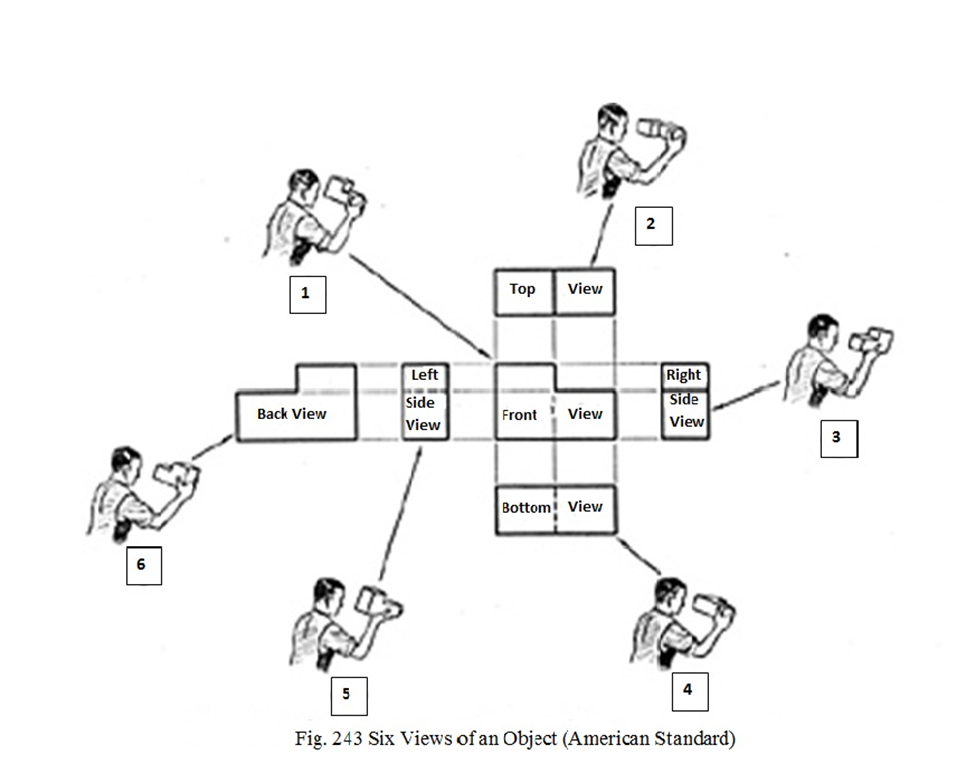 2
1
Top View
3
Left
Side
View
Right
Side
View
Back View
Front View
Bottom View
6
5
4
Fig. 243 Six Views of an Object (American Standard)